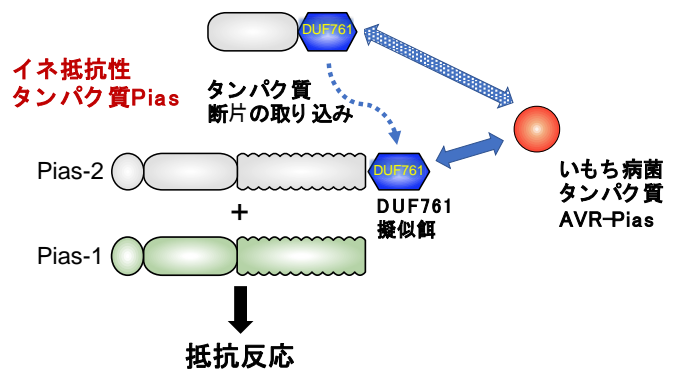 DUF761
イネ抵抗性
タンパク質Pias
タンパク質
断片の取り込み
Pias-2
DUF761
いもち病菌
タンパク質
AVR-Pias
DUF761
擬似餌
+
Pias-1
抵抗反応